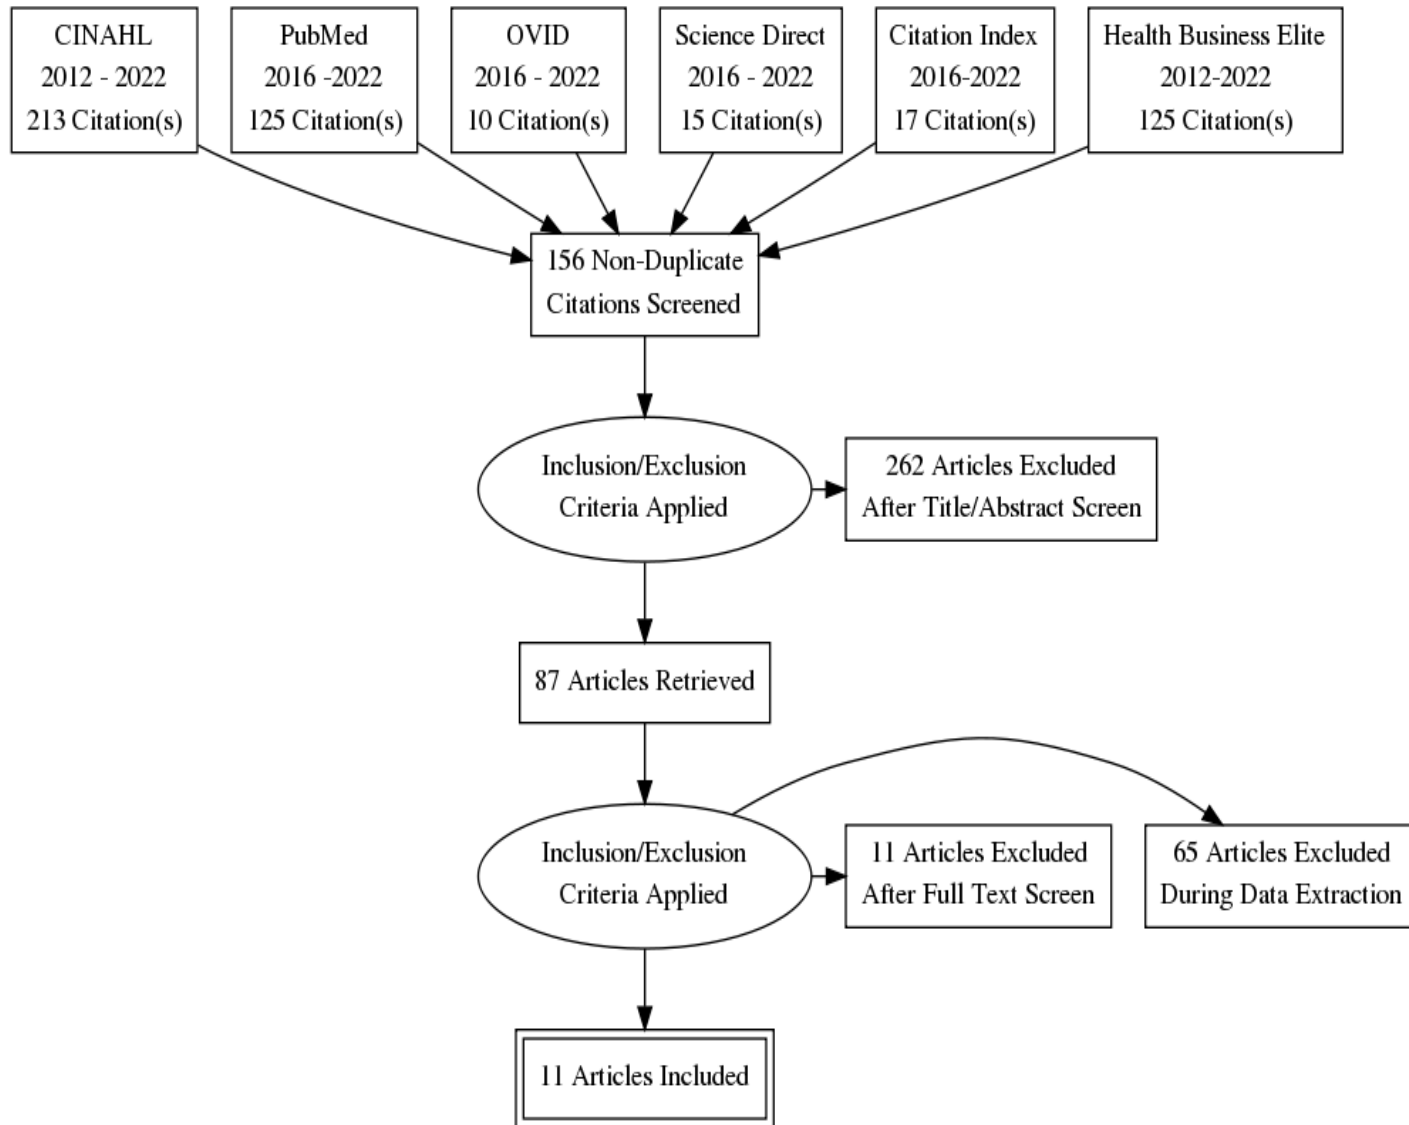 CINAHL
2012 - 2022
213 Citation(s)
PubMed
2016 -2022
125 Citation(s)
OVID
2016 - 2022
10 Citation(s)
Science Direct
2016 - 2022
15 Citation(s)
Citation Index
2016-2022
17 Citation(s)
Health Business Elite
2012-2022
125 Citation(s)
156 Non-Duplicate
Citations Screened
Inclusion/Exclusion
Criteria Applied
262 Articles Excluded
After Title/Abstract Screen
87 Articles Retrieved
Inclusion/Exclusion
Criteria Applied
11 Articles Excluded
After Full Text Screen
65 Articles Excluded
During Data Extraction
11 Articles Included